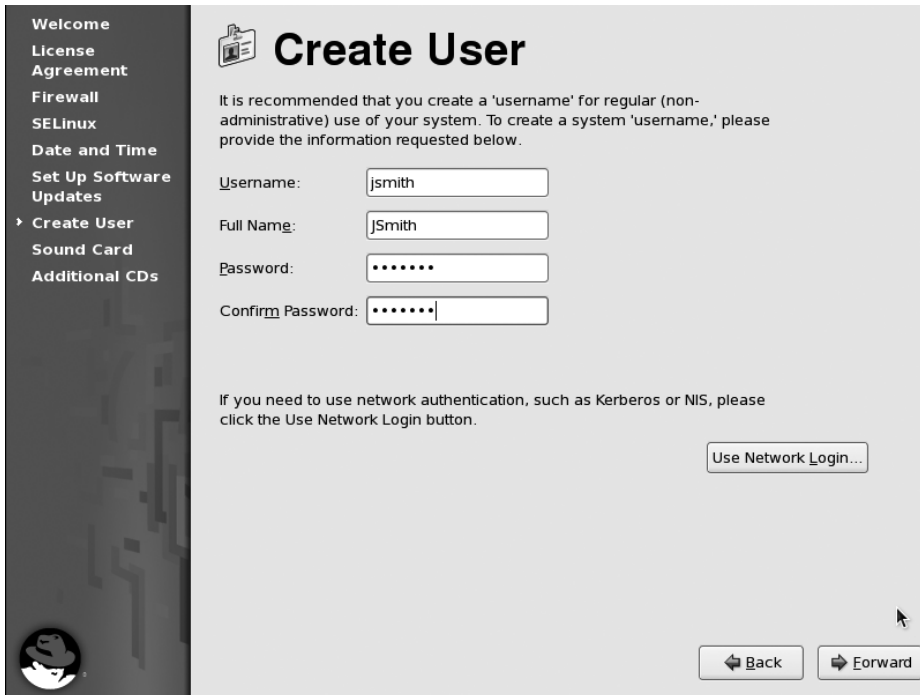 Welcome
License
Agreement
Firewall
SELinux
Date and Time
Set Up Software
Updates
Create User
Sound Card
Additional CDs
Create User
It is recommended that you create a 'username' for regular (non-
administrative) use of your system. To create a system 'username,' please
provide the information requested below.
Username: jsmith
Full Name: JSmith
Password: •••••••
Confirm Password: •••••••
If you need to use network authentication, such as Kerberos or NIS, please
click the Use Network Login button.
Use Network Login...
Back
Forward